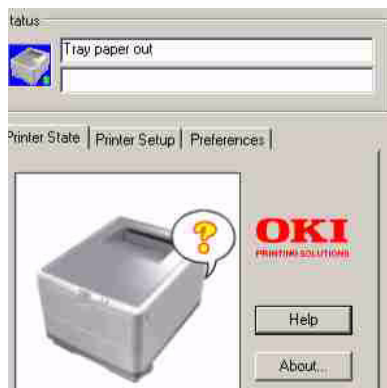 tatus
Tray paper out
Printer State Printer Setup Preferences
?
OKI
PRINTING SOLUTIONS
Help
About...